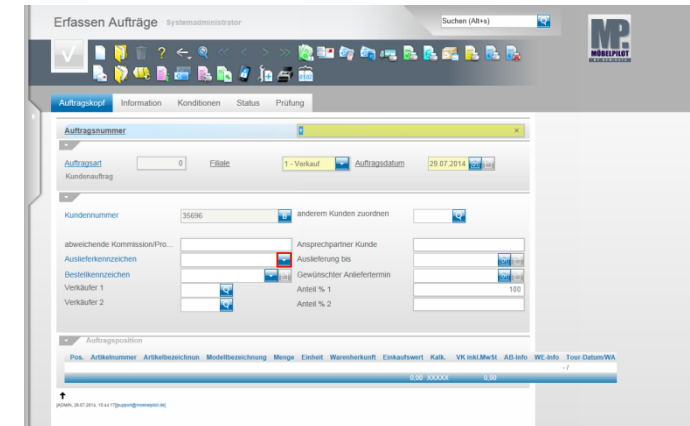 Erfassen Aufträge Systemadministrator
Suchen (Alt+s)
MP.
MÖBELPILOT
Auftragskopf Information Konditionen Status Prüfung
Auftragsnummer
Auftragsart 0 Filiale 1 - Verkauf Auftragsdatum 29.07.2014
Kundenauftrag
Kundennummer 35696 anderem Kunden zuordnen
abweichende Kommission/Pro... Ansprechpartner Kunde
Auslieferkennzeichen Auslieferung bis
Bestellkennzeichen Gewünschter Anliefertermin
Verkäufer 1 Anteil % 1 100
Verkäufer 2 Anteil % 2
Auftragsposition
Pos. Artikelnummer Artikelbezeichnun Modellbezeichnung Menge Einheit Warenherkunft Einkaufswert Kalk. VK inkl.MwSt AB-Info WE-Info Tour-Datum/WA
- /
0,00 XXXXX 0,00